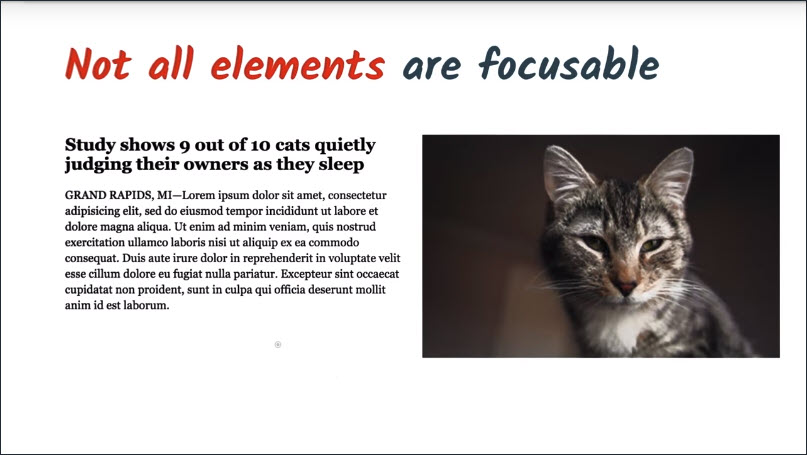 Not all elements are focusable
Study shows 9 out of 10 cats quietly
judging their owners as they sleep
GRAND RAPIDS, MI—Lorem ipsum dolor sit amet, consectetur
adipisicing elit, sed do eiusmod tempor incididunt ut labore et
dolore magna aliqua. Ut enim ad minim veniam, quis nostrud
exercitation ullamco laboris nisi ut aliquip ex ea commodo
consequat. Duis aute irure dolor in reprehenderit in voluptate velit
esse cillum dolore eu fugiat nulla pariatur. Excepteur sint occaecat
cupidatat non proident, sunt in culpa qui officia deserunt mollit
anim id est laborum.